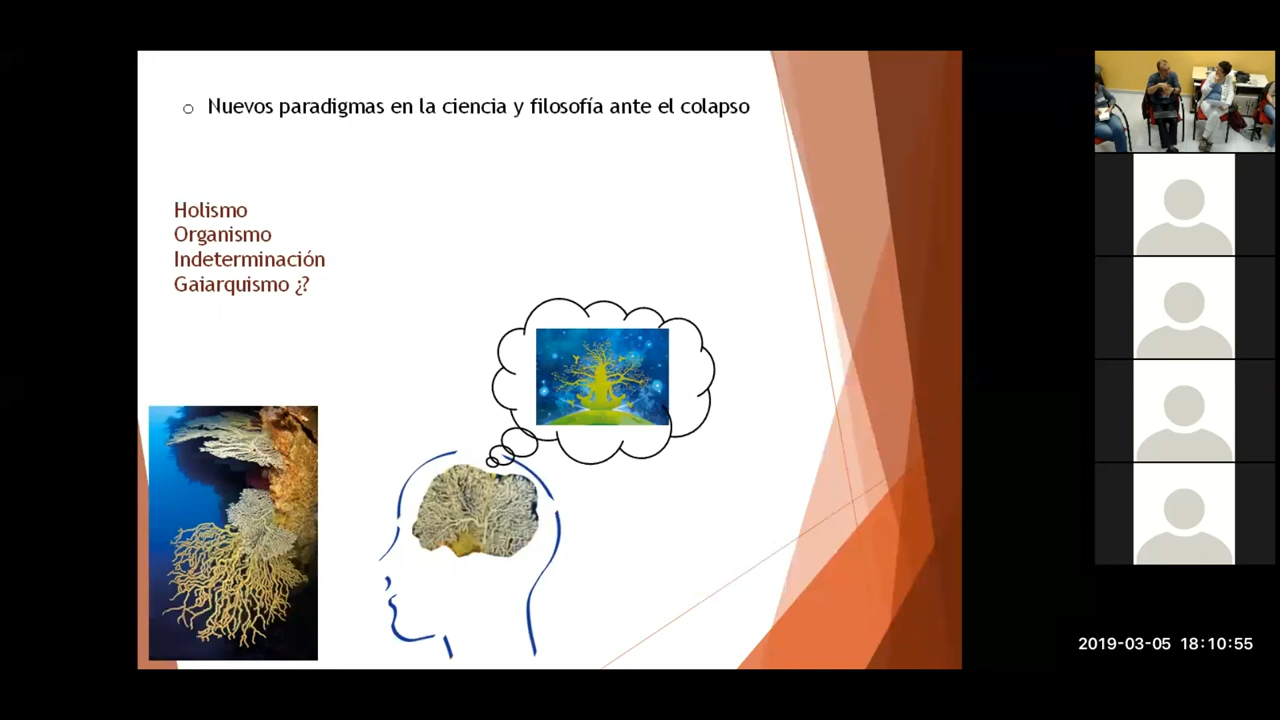 Nuevos paradigmas en la ciencia y filosofía ante el colapso
Holismo
Organismo
Indeterminación
Gaiarquismo ¿?
2019-03-05 18:10:55